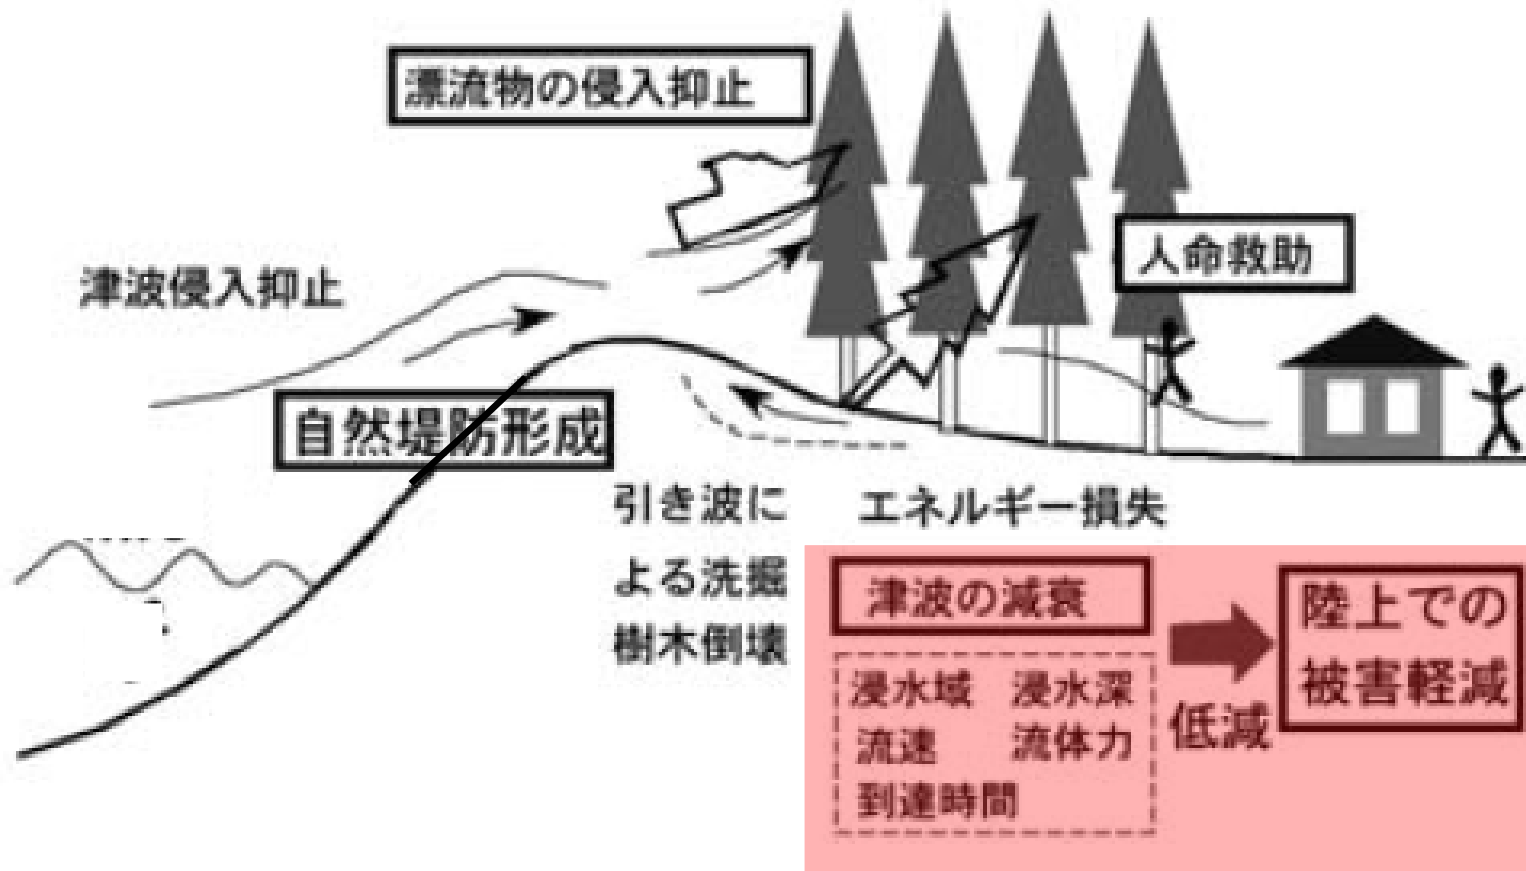 漂流物の侵入抑止
人命救助
津波侵入抑止
自然堤防形成
引き波に
よる洗掘
樹木倒壊
エネルギー損失
津波の減衰
浸水域 浸水深
流速 流体力
到達時間
低減
陸上での
被害軽減